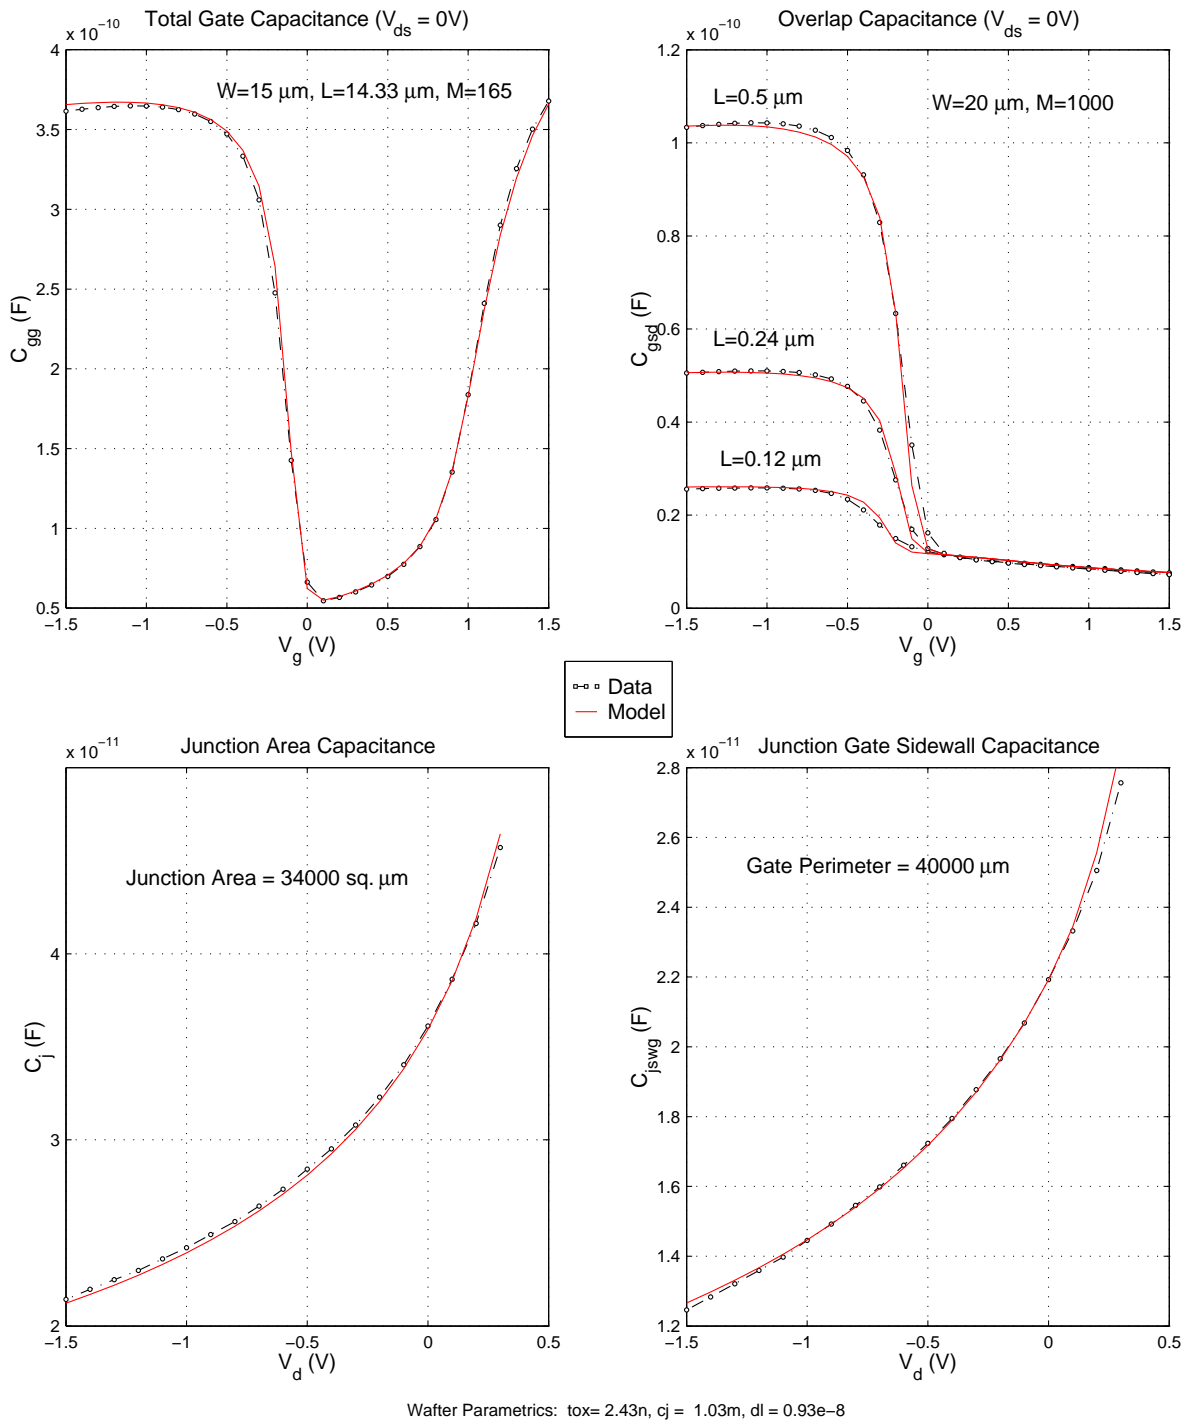 Total Gate Capacitance (V_ds = 0V)
x 10^−10
4
3.5
3
2.5
2
1.5
1
0.5
C_gg (F)
W=15 μm, L=14.33 μm, M=165
−1.5 −1 −0.5 0 0.5 1 1.5
V_g (V)
Overlap Capacitance (V_ds = 0V)
x 10^−10
1.2
1
0.8
0.6
0.4
0.2
0
C_gsd (F)
L=0.5 μm
W=20 μm, M=1000
L=0.24 μm
L=0.12 μm
−1.5 −1 −0.5 0 0.5 1 1.5
V_g (V)
Data
Model
Junction Area Capacitance
x 10^−11
4
3
2
C_j (F)
Junction Area = 34000 sq. μm
−1.5 −1 −0.5 0 0.5
V_d (V)
Junction Gate Sidewall Capacitance
x 10^−11
2.8
2.6
2.4
2.2
2
1.8
1.6
1.4
1.2
C_jswg (F)
Gate Perimeter = 40000 μm
−1.5 −1 −0.5 0 0.5
V_d (V)
Wafter Parametrics: tox= 2.43n, cj = 1.03m, dl = 0.93e−8